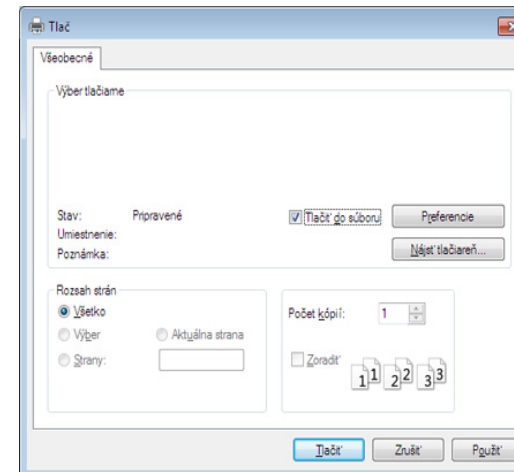 Tlač
Všeobecné
Výber tlačiarne
Stav: Pripravené
Umiestnenie:
Poznámka:
Tlačiť do súboru
Preferencie
Nájsť tlačiareň...
Rozsah strán
Všetko
Výber
Aktuálna strana
Strany:
Počet kópií: 1
Zoradiť
1 1 2 2 3 3
Tlačiť
Zrušiť
Použiť